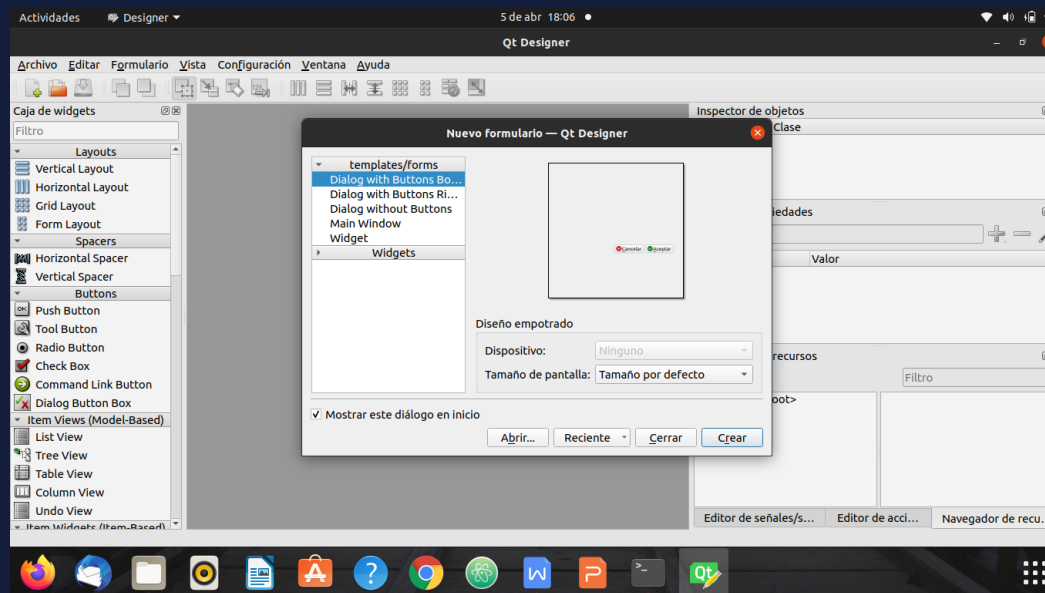 Actividades Designer 5 de abr 18:06
Qt Designer
Archivo Editar Formulario Vista Configuración Ventana Ayuda
Caja de widgets
Filtro
Layouts
Vertical Layout
Horizontal Layout
Grid Layout
Form Layout
Spacers
Horizontal Spacer
Vertical Spacer
Buttons
Push Button
Tool Button
Radio Button
Check Box
Command Link Button
Dialog Button Box
Item Views (Model-Based)
List View
Tree View
Table View
Column View
Undo View
Item Widgets (Item-Based)
Nuevo formulario — Qt Designer
templates/forms
Dialog with Buttons Bo...
Dialog with Buttons Ri...
Dialog without Buttons
Main Window
Widget
Widgets
Cancelar Aceptar
Diseño empotrado
Dispositivo: Ninguno
Tamaño de pantalla: Tamaño por defecto
Mostrar este diálogo en inicio
Abrir... Reciente Cerrar Crear
Inspector de objetos
Clase
iedades
Valor
recursos
Filtro
oot>
Editor de señales/s... Editor de acci... Navegador de recu...
Qt